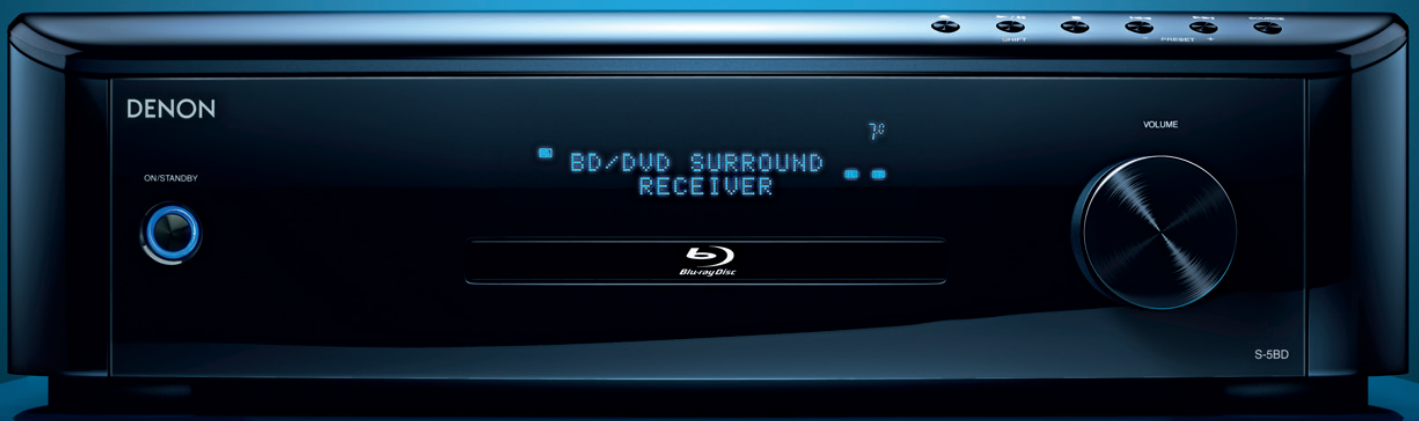 SHIFT
- PRESET +
SOURCE
DENON
ON/STANDBY
BD/DVD SURROUND
RECEIVER
VOLUME
Blu-ray Disc
S-5BD